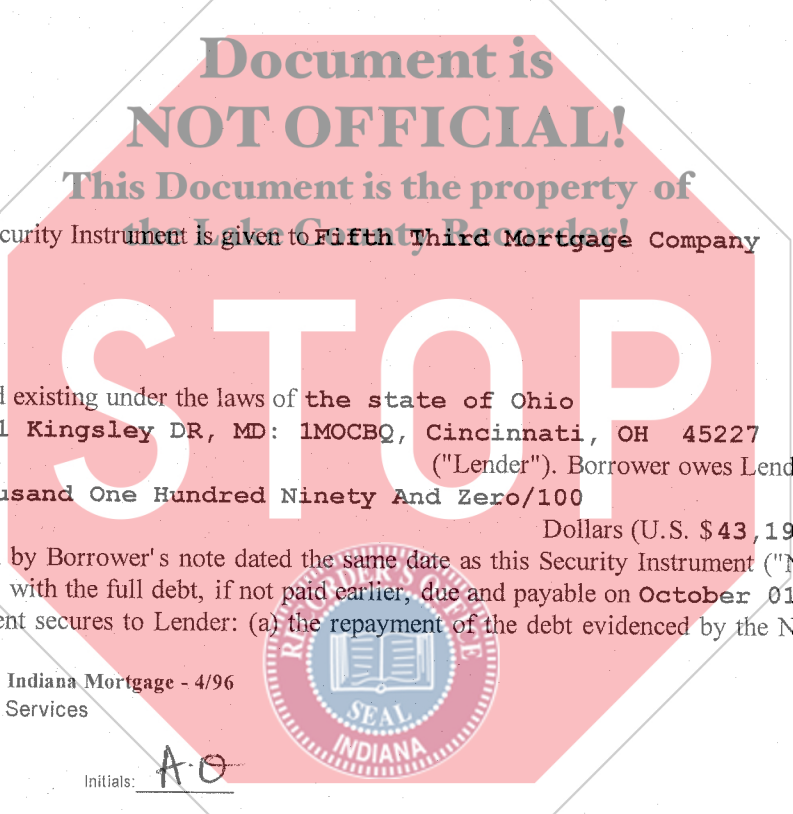 Document is
NOT OFFICIAL!
This Document is the property of
the Lake County Recorder!
curity Instrument is given to Fifth Third Mortgage Company
STOP
existing under the laws of the state of Ohio
Kingsley DR, MD: 1MOCBQ, Cincinnati, OH 45227
("Lender"). Borrower owes Lend
usand One Hundred Ninety And Zero/100
Dollars (U.S. $43,19
by Borrower's note dated the same date as this Security Instrument ("N
with the full debt, if not paid earlier, due and payable on October 01
ent secures to Lender: (a) the repayment of the debt evidenced by the N
RECORDER'S OFFICE
SEAL
INDIANA
Indiana Mortgage - 4/96
Services
Initials: A.O